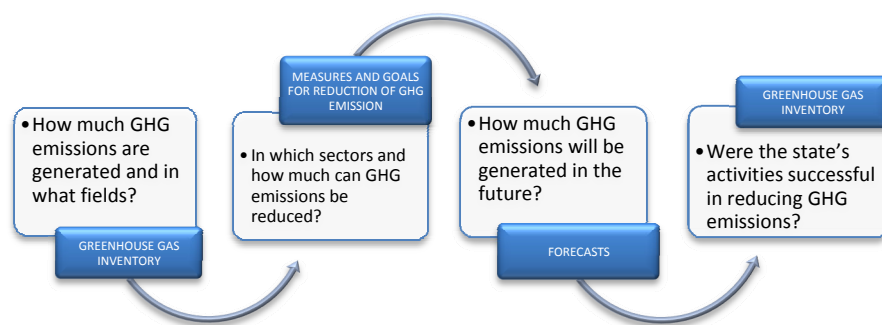 •How much GHG
emissions are
generated and in
what fields?
GREENHOUSE GAS
INVENTORY
MEASURES AND GOALS
FOR REDUCTION OF GHG
EMISSION
•In which sectors and
how much can GHG
emissions be
reduced?
•How much GHG
emissions will be
generated in the
future?
FORECASTS
GREENHOUSE GAS
INVENTORY
•Were the state's
activities successful
in reducing GHG
emissions?